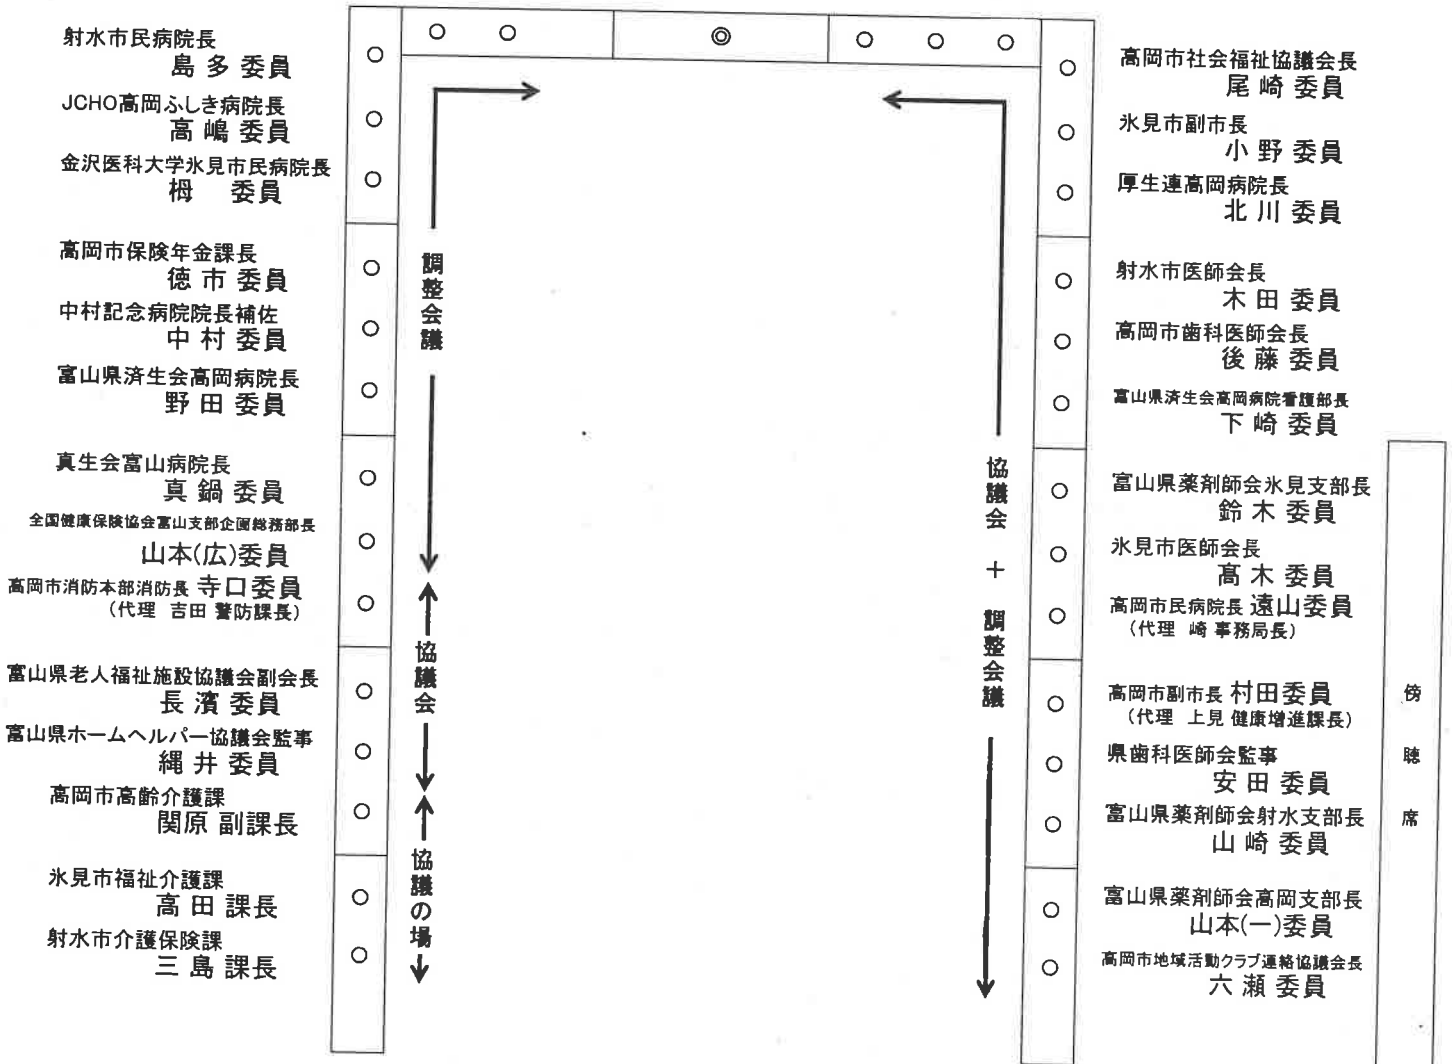 射水市民病院長
島多委員
JCHO高岡ふしき病院長
高嶋委員
金沢医科大学氷見市民病院長
栂　委員
高岡市保険年金課長
徳市委員
中村記念病院院長補佐
中村委員
富山県済生会高岡病院長
野田委員
真生会富山病院長
真鍋委員
全国健康保険協会富山支部企画総務部長
山本(広)委員
高岡市消防本部消防長 寺口委員
(代理 吉田 警防課長)
富山県老人福祉施設協議会副会長
長濱委員
富山県ホームヘルパー協議会監事
縄井委員
高岡市高齢介護課
関原 副課長
氷見市福祉介護課
高田課長
射水市介護保険課
三島課長
調整会議
協議会
協議の場
協議会 + 調整会議
高岡市社会福祉協議会長
尾崎委員
氷見市副市長
小野委員
厚生連高岡病院長
北川委員
射水市医師会長
木田委員
高岡市歯科医師会長
後藤委員
富山県済生会高岡病院看護部長
下崎委員
富山県薬剤師会氷見支部長
鈴木委員
氷見市医師会長
髙木委員
高岡市民病院長 遠山委員
(代理 崎 事務局長)
高岡市副市長 村田委員
(代理 上見 健康増進課長)
県歯科医師会監事
安田委員
富山県薬剤師会射水支部長
山崎委員
富山県薬剤師会高岡支部長
山本(一)委員
高岡市地域活動クラブ連絡協議会長
六瀬委員
傍聴席